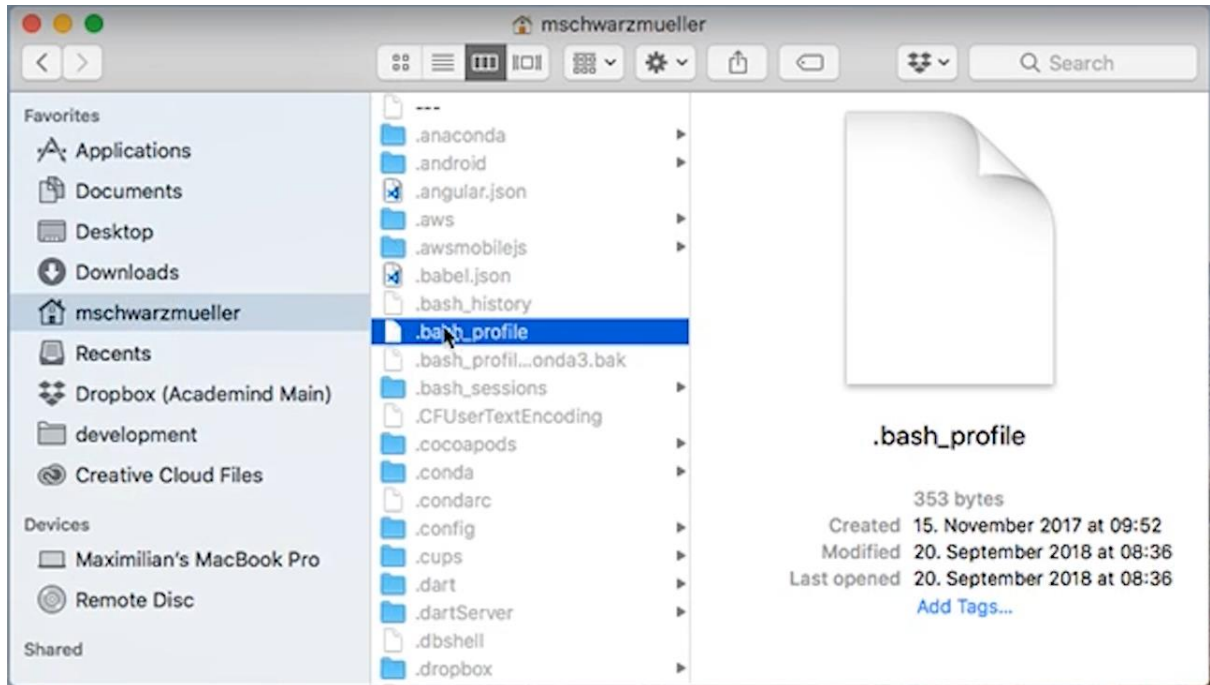 mschwarzmueller
Search
Favorites
Applications
Documents
Desktop
Downloads
mschwarzmueller
Recents
Dropbox (Academind Main)
development
Creative Cloud Files
Devices
Maximilian's MacBook Pro
Remote Disc
Shared
---
.anaconda
.android
.angular.json
.aws
.awsmobilejs
.babel.json
.bash_history
.bash_profile
.bash_profil...onda3.bak
.bash_sessions
.CFUserTextEncoding
.cocoapods
.conda
.condarc
.config
.cups
.dart
.dartServer
.dbshell
.dropbox
.bash_profile
353 bytes
Created 15. November 2017 at 09:52
Modified 20. September 2018 at 08:36
Last opened 20. September 2018 at 08:36
Add Tags...